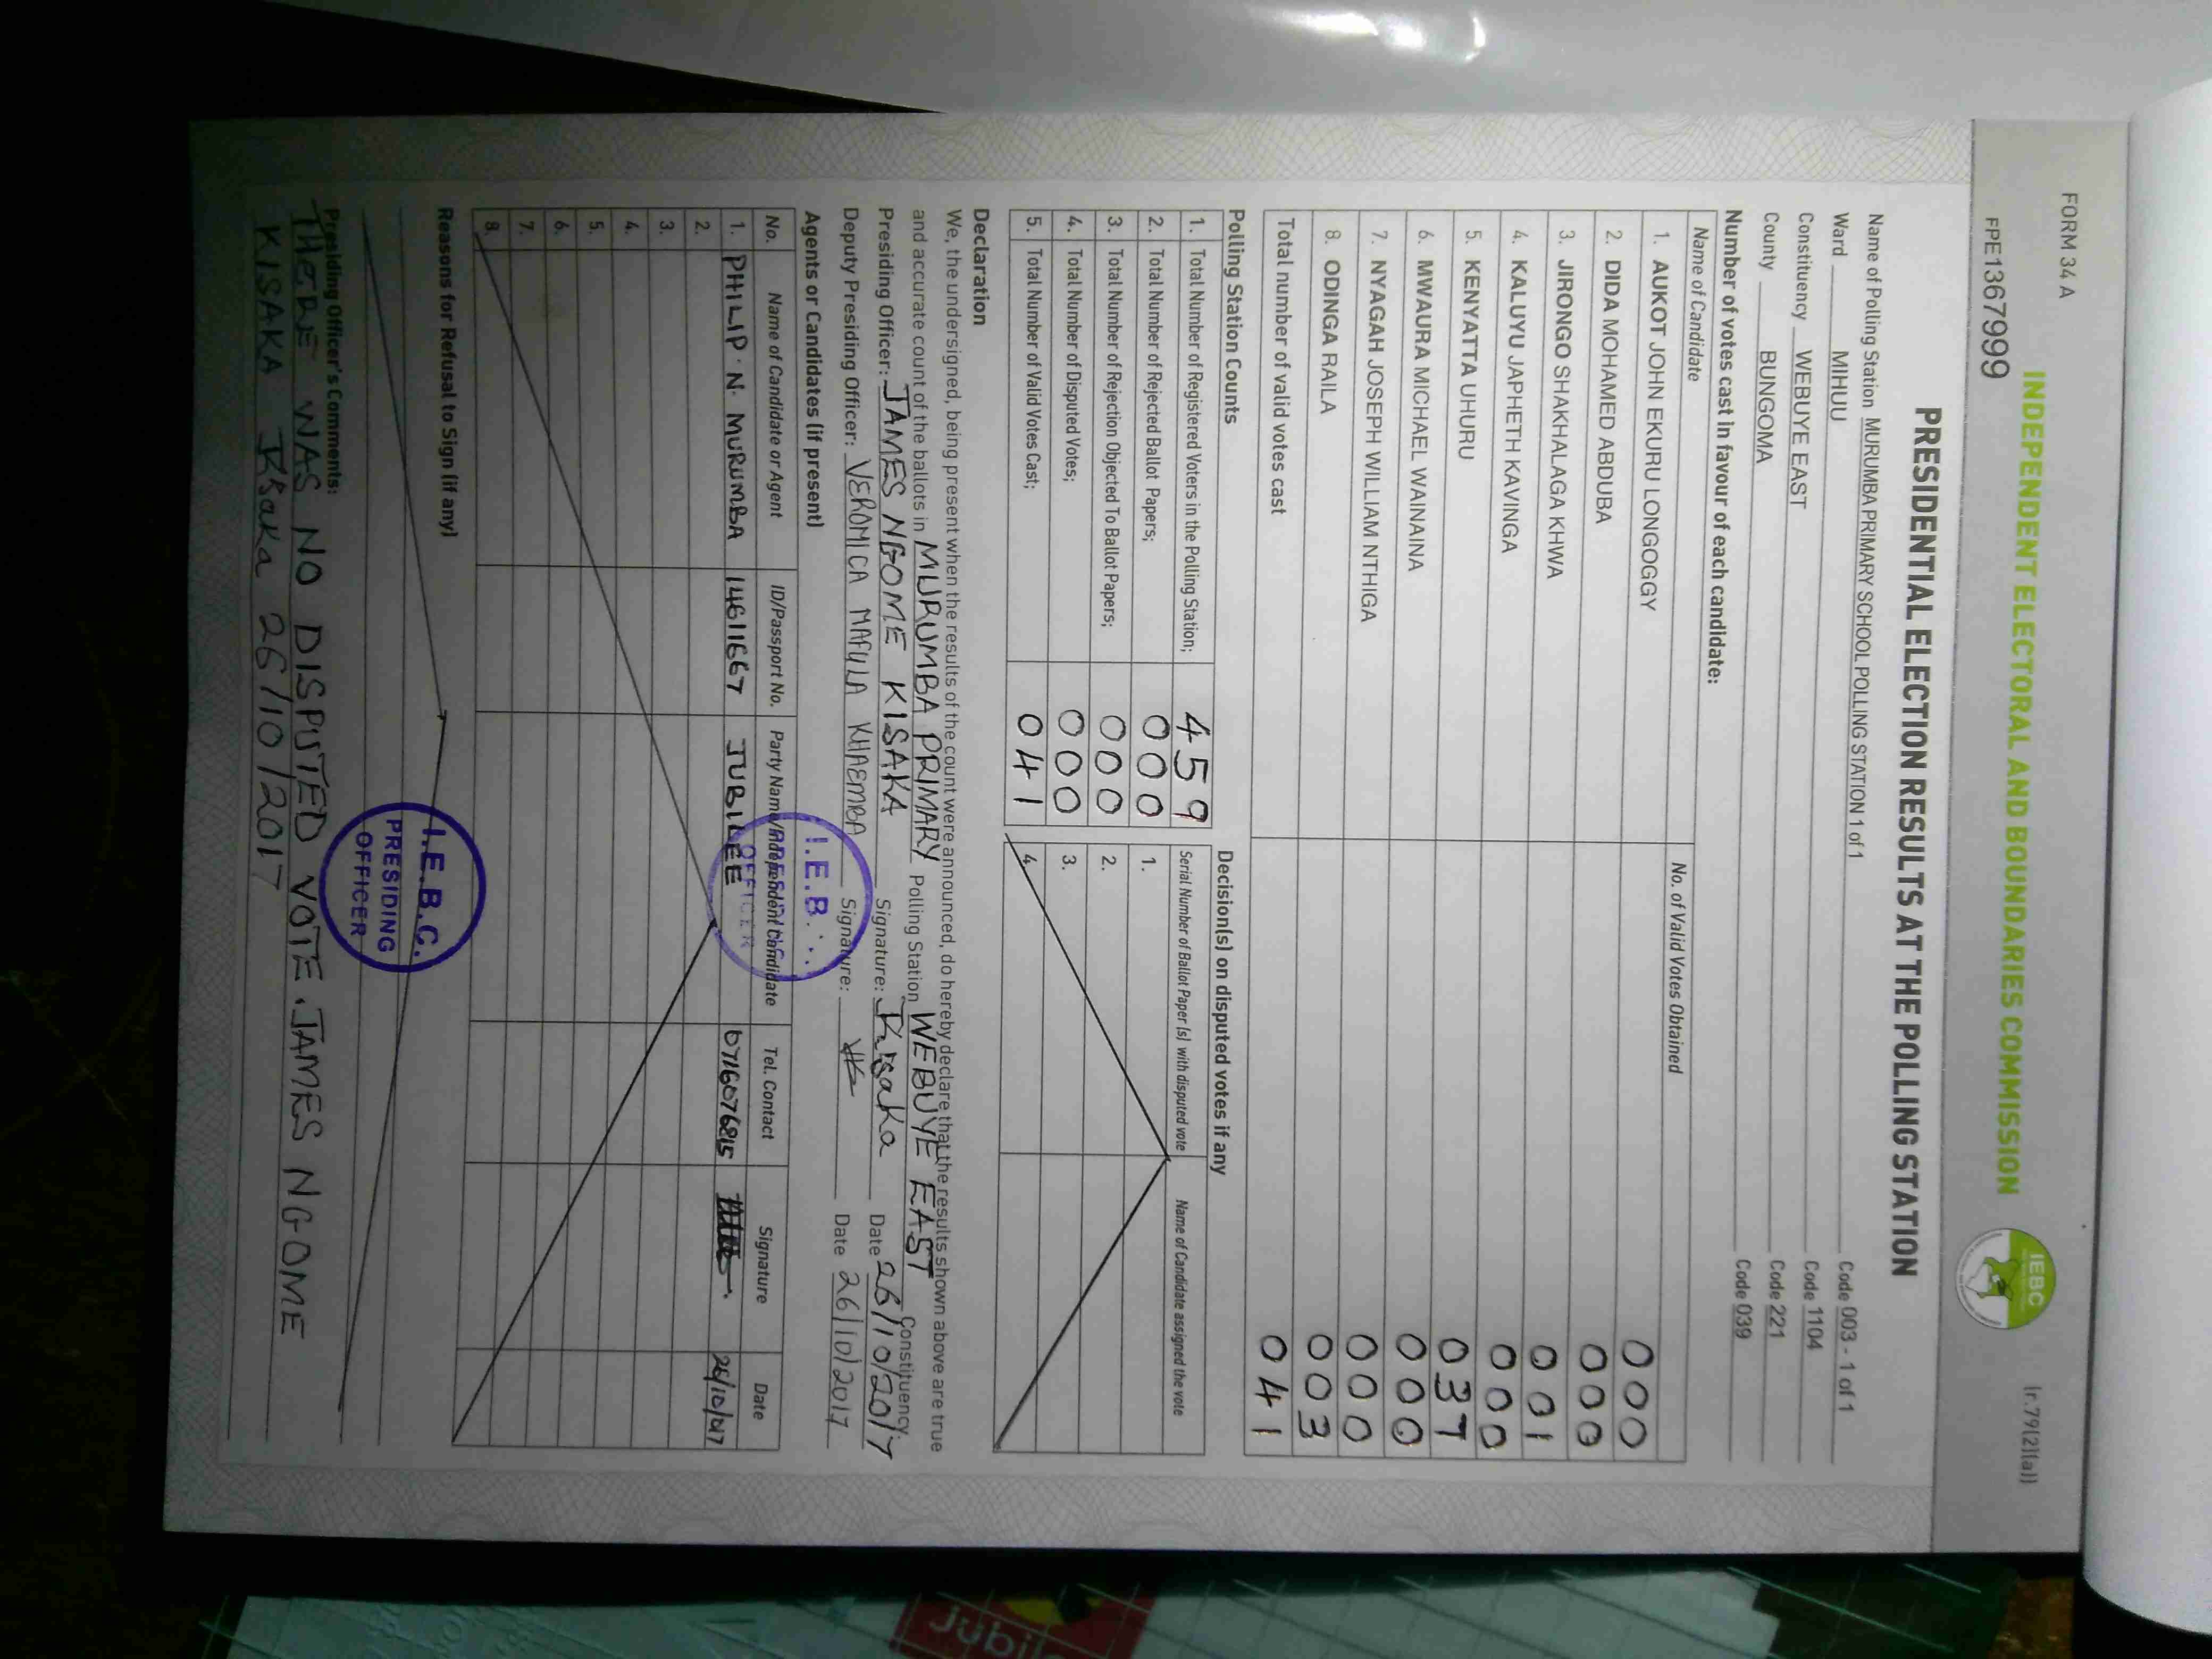 FORM 34 A
(r.79(2)(a))
INDEPENDENT ELECTORAL AND BOUNDARIES COMMISSION
IEBC
FPE1367999
PRESIDENTIAL ELECTION RESULTS AT THE POLLING STATION
Name of Polling Station MURUMBA PRIMARY SCHOOL POLLING STATION 1 of 1 Code 003 - 1 of 1
Ward MIHUU Code 1104
Constituency WEBUYE EAST Code 221
County BUNGOMA Code 039
Number of votes cast in favour of each candidate:
Name of Candidate No. of Valid Votes Obtained
1. AUKOT JOHN EKURU LONGOGGY 000
2. DIDA MOHAMED ABDUBA 000
3. JIRONGO SHAKHALAGA KHWA 001
4. KALUYU JAPHETH KAVINGA 000
5. KENYATTA UHURU 037
6. MWAURA MICHAEL WAINAINA 000
7. NYAGAH JOSEPH WILLIAM NTHIGA 000
8. ODINGA RAILA 003
Total number of valid votes cast 041
Polling Station Counts
1. Total Number of Registered Voters in the Polling Station; 459
2. Total Number of Rejected Ballot Papers; 000
3. Total Number of Rejection Objected To Ballot Papers; 000
4. Total Number of Disputed Votes; 000
5. Total Number of Valid Votes Cast; 041
Decision(s) on disputed votes if any
Serial Number of Ballot Paper (s) with disputed vote Name of Candidate assigned the vote
1.
2.
3.
4.
Declaration
We, the undersigned, being present when the results of the count were announced, do hereby declare that the results shown above are true
and accurate count of the ballots in MURUMBA PRIMARY Polling Station WEBUYE EAST Constituency.
Presiding Officer: JAMES NGOME KISAKA Signature: Kisaka Date 26/10/2017
Deputy Presiding Officer: VEROMICA MAFULA KHAEMBA Signature: Date 26/10/2017
Agents or Candidates (if present)
No. Name of Candidate or Agent ID/Passport No. Party Name/Independent Candidate Tel. Contact Signature Date
1. PHILIP. N. MURUMBA 14611667 JUBILEE 0716076815 26/10/017
2.
3.
4.
5.
6.
7.
8.
I.E.B.
OFFICER
Reasons for Refusal to Sign (if any)
I.E.B.C.
PRESIDING
OFFICER
Presiding Officer's Comments:
THERE WAS NO DISPUTED VOTE. JAMES NGOME
KISAKA Kisaka 26/10/2017
Jubi